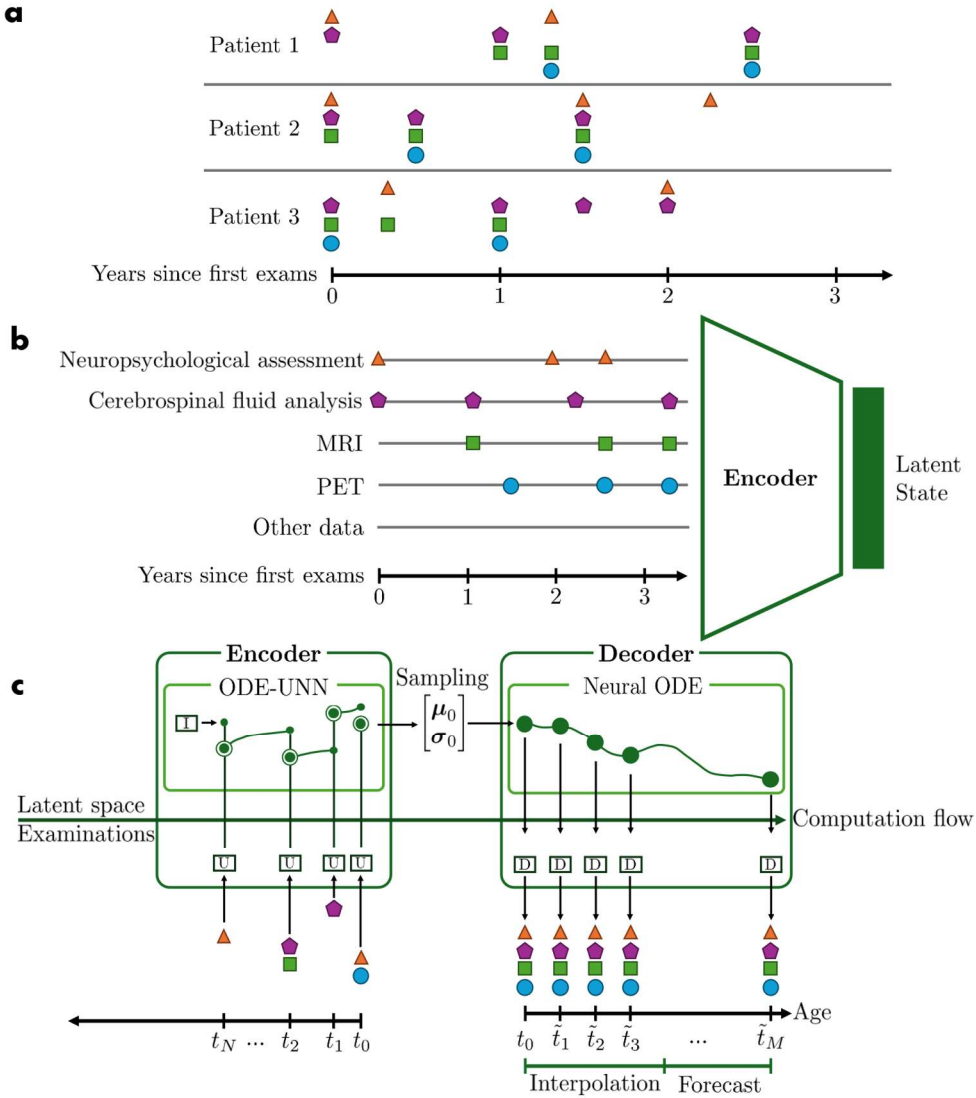 a
Patient 1
Patient 2
Patient 3
Years since first exams
0 1 2 3
b
Neuropsychological assessment
Cerebrospinal fluid analysis
MRI
PET
Other data
Years since first exams
0 1 2 3
Encoder
Latent
State
c
Encoder
ODE-UNN
I
Sampling
μ₀
σ₀
Decoder
Neural ODE
Latent space
Examinations
Computation flow
U U U U
D D D D D
t_N ... t₂ t₁ t₀
Age
t₀ t̃₁ t̃₂ t̃₃ ... t̃_M
Interpolation Forecast